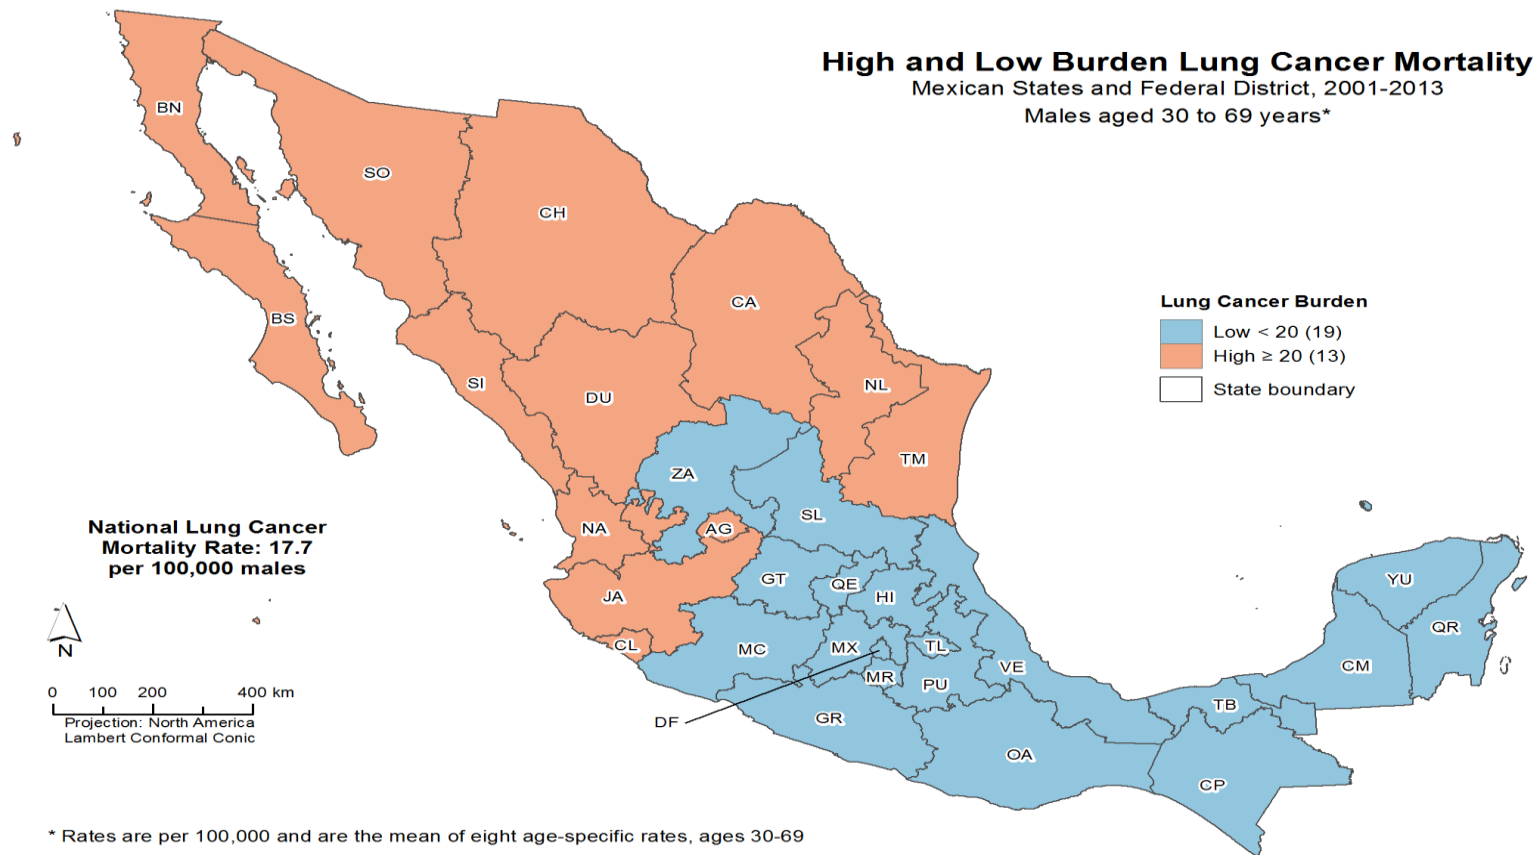 High and Low Burden Lung Cancer Mortality
Mexican States and Federal District, 2001-2013
Males aged 30 to 69 years*
BN
SO
CH
CA
BS
SI
DU
NL
TM
ZA
SL
NA
AG
JA
CL
GT
QE
HI
MC
MX
TL
MR
PU
VE
DF
GR
OA
TB
CP
CM
YU
QR
Lung Cancer Burden
Low < 20 (19)
High ≥ 20 (13)
State boundary
National Lung Cancer
Mortality Rate: 17.7
per 100,000 males
N
0 100 200 400 km
Projection: North America
Lambert Conformal Conic
* Rates are per 100,000 and are the mean of eight age-specific rates, ages 30-69